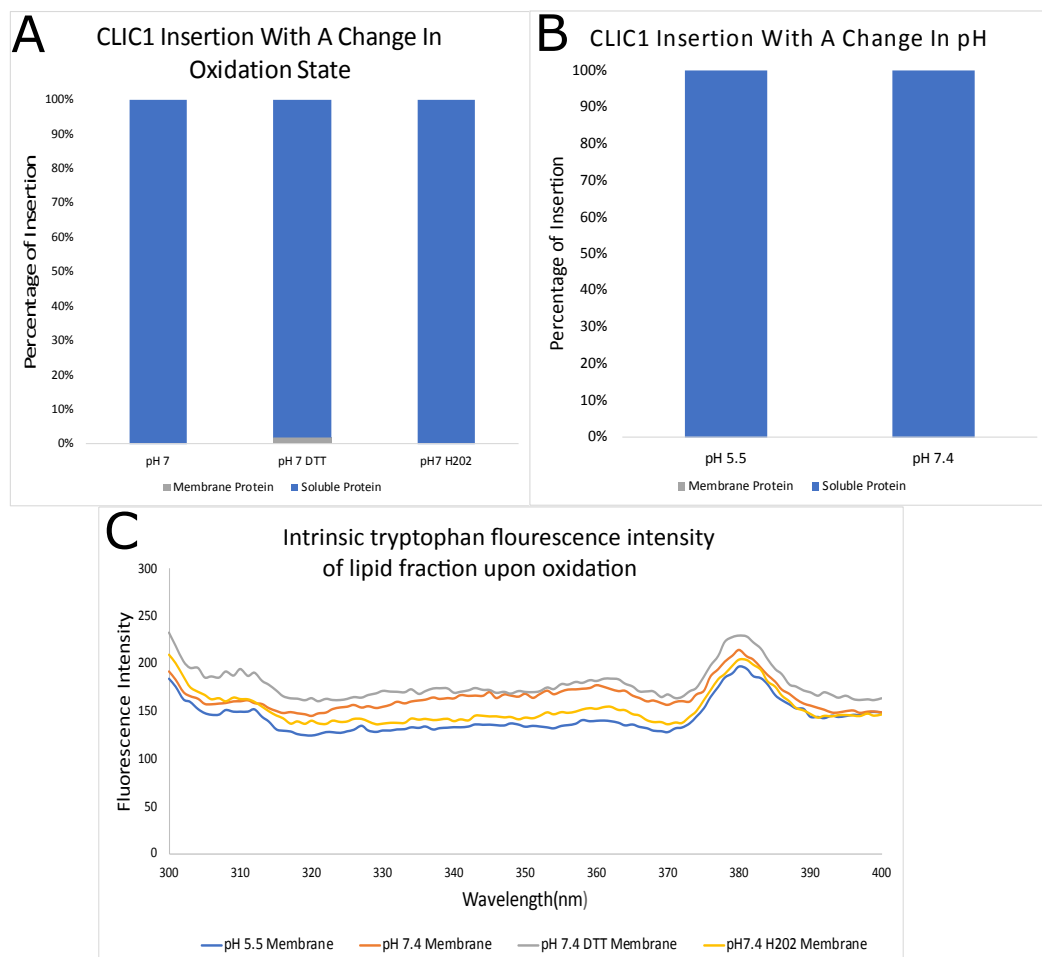 A
CLIC1 Insertion With A Change In
Oxidation State
Percentage of Insertion
100%
90%
80%
70%
60%
50%
40%
30%
20%
10%
0%
pH 7
pH 7 DTT
pH7 H202
Membrane Protein
Soluble Protein
B
CLIC1 Insertion With A Change In pH
Percentage of Insertion
100%
90%
80%
70%
60%
50%
40%
30%
20%
10%
0%
pH 5.5
pH 7.4
Membrane Protein
Soluble Protein
C
Intrinsic tryptophan flourescence intensity
of lipid fraction upon oxidation
Fluorescence Intensity
300
250
200
150
100
50
0
300
310
320
330
340
350
360
370
380
390
400
Wavelength(nm)
pH 5.5 Membrane
pH 7.4 Membrane
pH 7.4 DTT Membrane
pH7.4 H202 Membrane